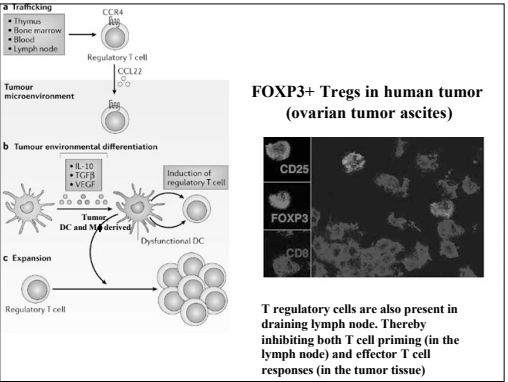 a Trafficking
• Thymus
• Bone marrow
• Blood
• Lymph node
CCR4
Regulatory T cell
CCL22
Tumour
microenvironment
b Tumour environmental differentiation
• IL-10
• TGFβ
• VEGF
Induction of
regulatory T cell
Tumor,
DC and Mϕ derived
Dysfunctional DC
c Expansion
Regulatory T cell
FOXP3+ Tregs in human tumor
(ovarian tumor ascites)
CD25
FOXP3
CD8
T regulatory cells are also present in
draining lymph node. Thereby
inhibiting both T cell priming (in the
lymph node) and effector T cell
responses (in the tumor tissue)